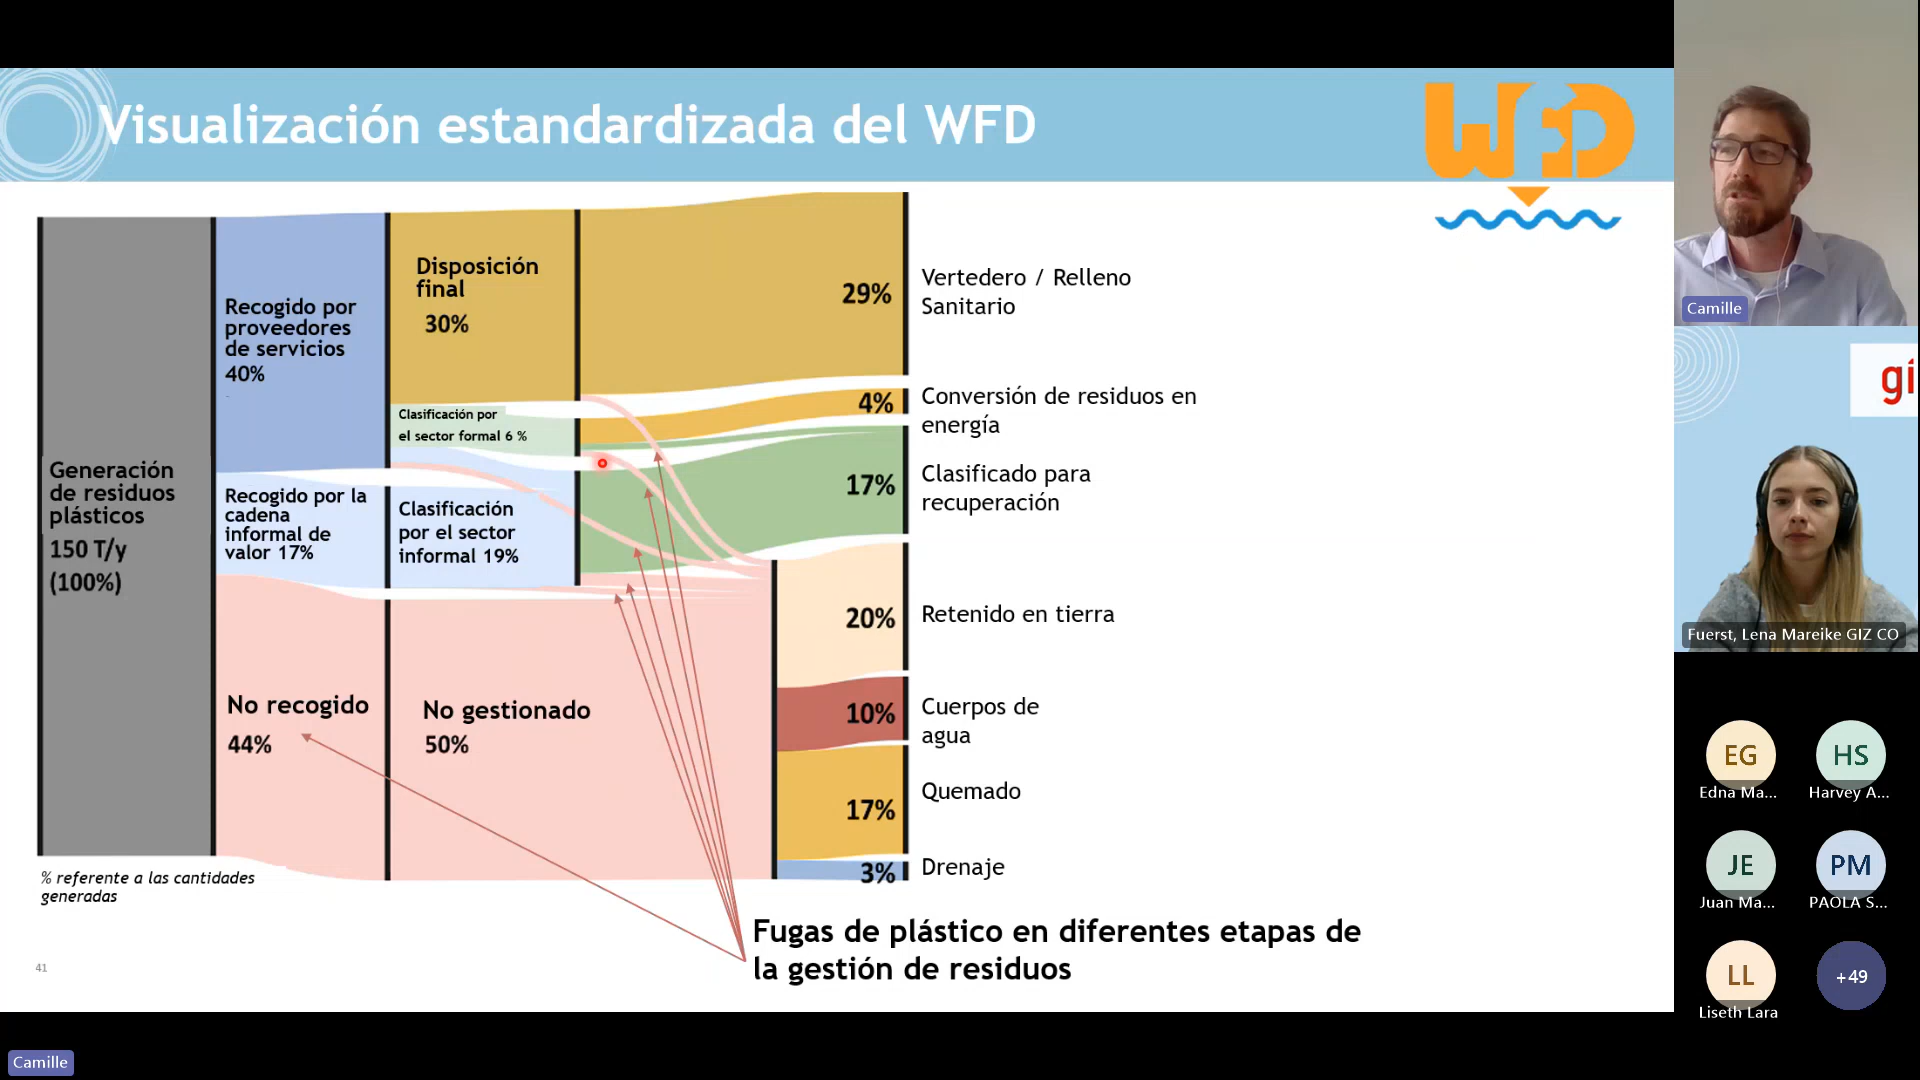 Visualización estandardizada del WFD
WFD
Generación
de residuos
plásticos
150 T/y
(100%)
Recogido por
proveedores
de servicios
40%
Recogido por la
cadena
informal de
valor 17%
No recogido
44%
Disposición
final
30%
Clasificación por
el sector formal 6 %
Clasificación
por el sector
informal 19%
No gestionado
50%
29%
Vertedero / Relleno
Sanitario
4%
Conversión de residuos en
energía
17%
Clasificado para
recuperación
20%
Retenido en tierra
10%
Cuerpos de
agua
17%
Quemado
3%
Drenaje
% referente a las cantidades
generadas
Fugas de plástico en diferentes etapas de
la gestión de residuos
41
Camille
gi
Fuerst, Lena Mareike GIZ CO
EG
Edna Ma...
HS
Harvey A...
JE
Juan Ma...
PM
PAOLA S...
LL
Liseth Lara
+49
Camille